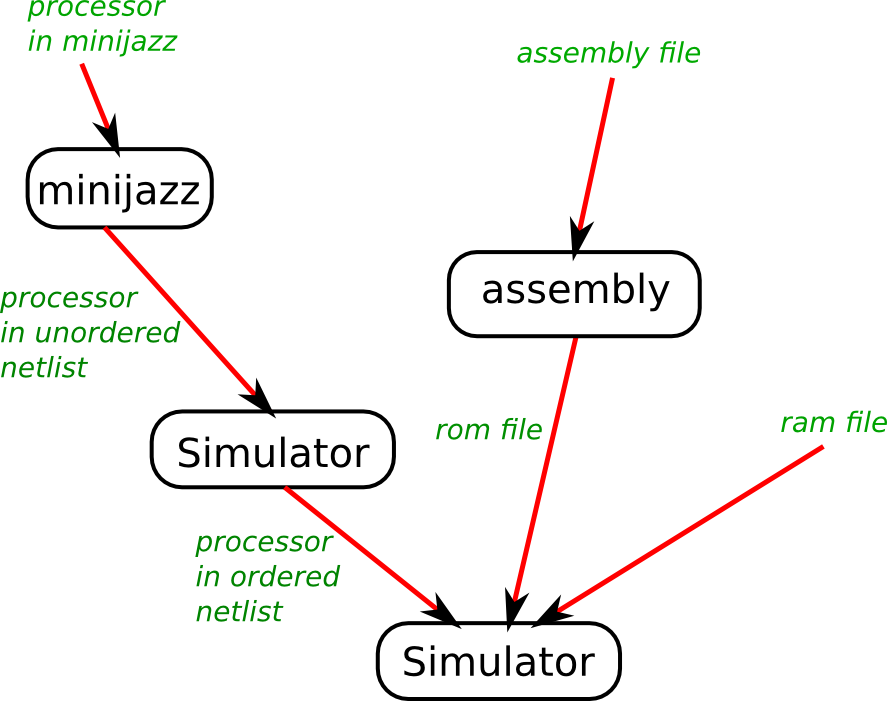 processor
in minijazz
assembly file
minijazz
assembly
processor
in unordered
netlist
rom file
ram file
Simulator
processor
in ordered
netlist
Simulator